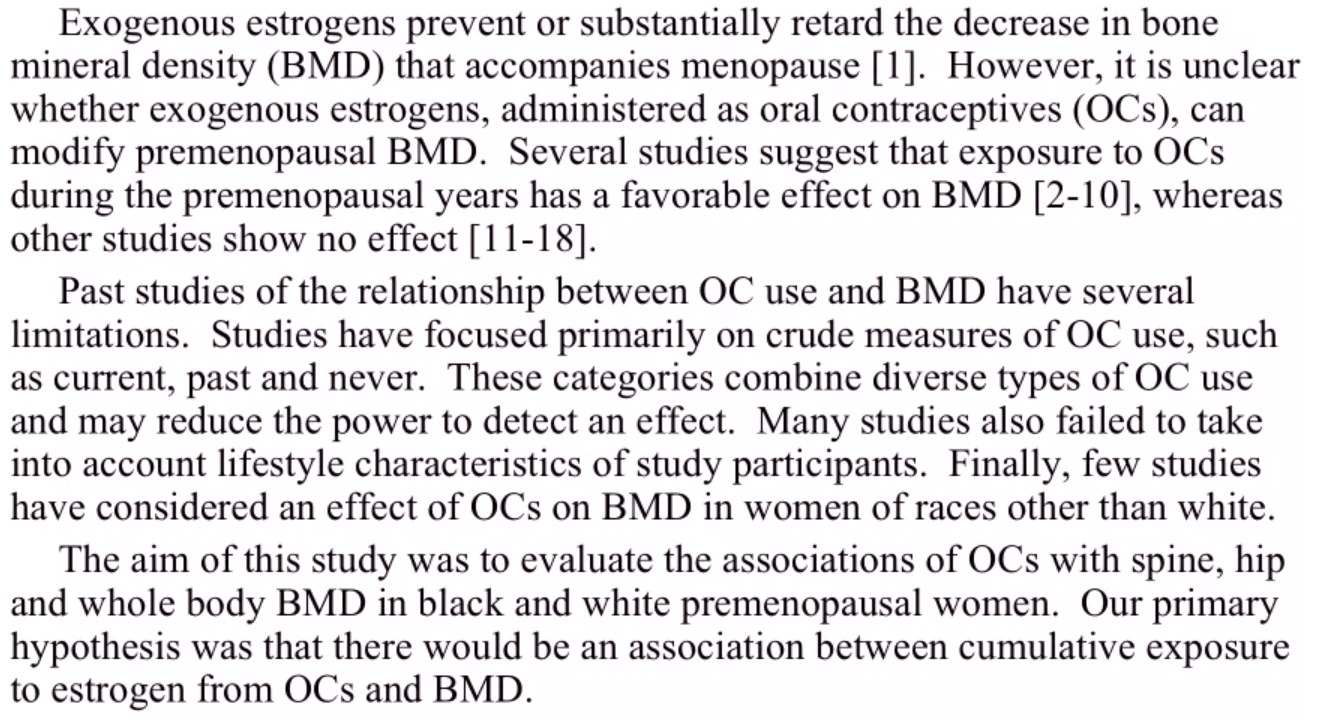 Exogenous estrogens prevent or substantially retard the decrease in bone
mineral density (BMD) that accompanies menopause [1].  However, it is unclear
whether exogenous estrogens, administered as oral contraceptives (OCs), can
modify premenopausal BMD.  Several studies suggest that exposure to OCs
during the premenopausal years has a favorable effect on BMD [2-10], whereas
other studies show no effect [11-18].
Past studies of the relationship between OC use and BMD have several
limitations.  Studies have focused primarily on crude measures of OC use, such
as current, past and never.  These categories combine diverse types of OC use
and may reduce the power to detect an effect.  Many studies also failed to take
into account lifestyle characteristics of study participants.  Finally, few studies
have considered an effect of OCs on BMD in women of races other than white.
The aim of this study was to evaluate the associations of OCs with spine, hip
and whole body BMD in black and white premenopausal women.  Our primary
hypothesis was that there would be an association between cumulative exposure
to estrogen from OCs and BMD.